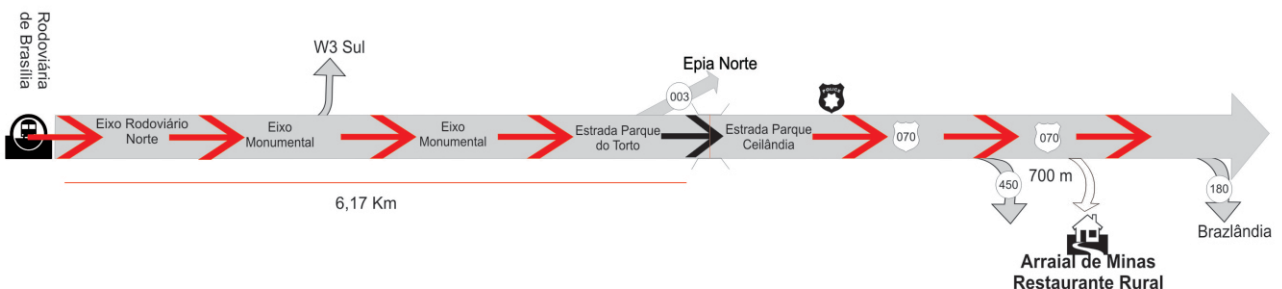 Rodoviária
de Brasília
W3 Sul
Epia Norte
003
Eixo Rodoviário
Norte
Eixo
Monumental
Eixo
Monumental
Estrada Parque
do Torto
Estrada Parque
Ceilândia
070
070
6,17 Km
450
700 m
180
Brazlândia
Arraial de Minas
Restaurante Rural